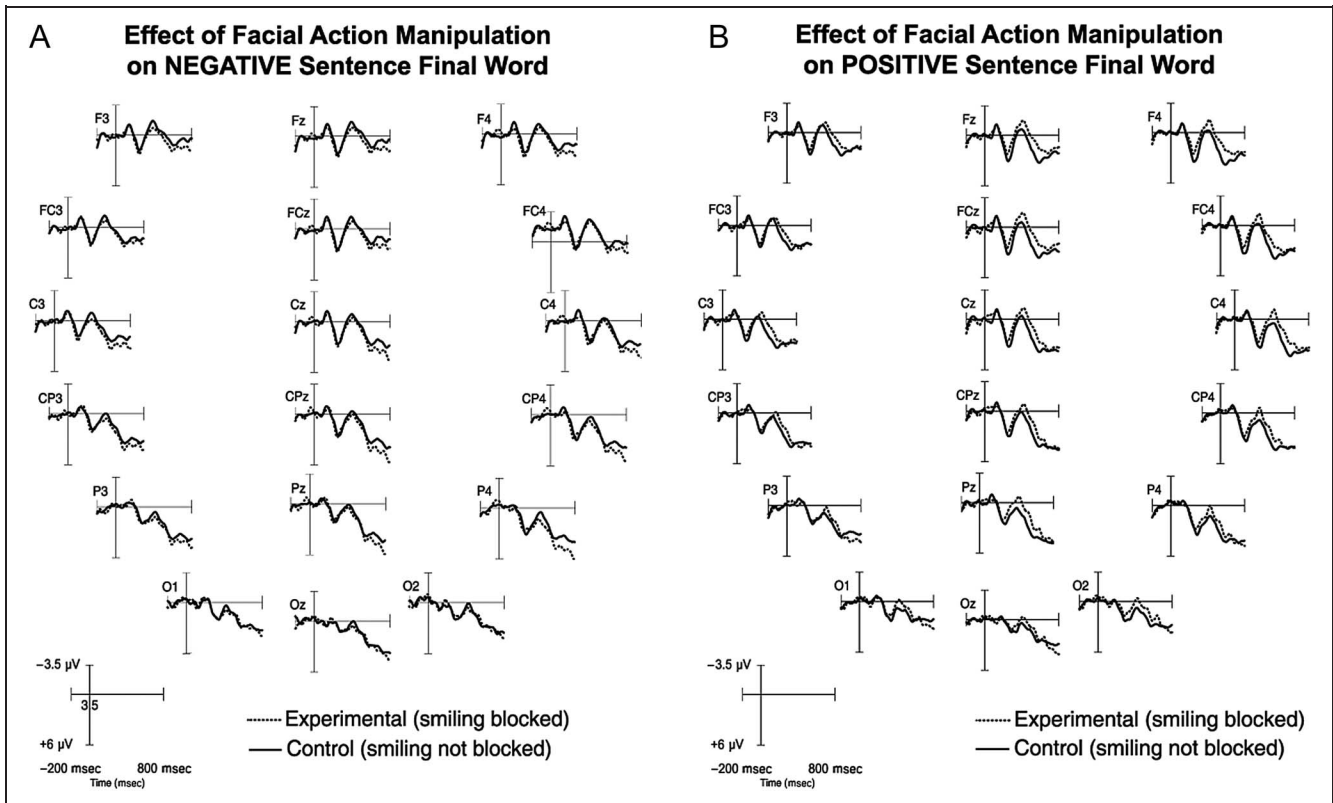 A
Effect of Facial Action Manipulation
on NEGATIVE Sentence Final Word
F3
Fz
F4
FC3
FCz
FC4
C3
Cz
C4
CP3
CPz
CP4
P3
Pz
P4
O1
Oz
O2
−3.5 µV
3.5
+6 µV
−200 msec
800 msec
Time (msec)
Experimental (smiling blocked)
Control (smiling not blocked)
B
Effect of Facial Action Manipulation
on POSITIVE Sentence Final Word
F3
Fz
F4
FC3
FCz
FC4
C3
Cz
C4
CP3
CPz
CP4
P3
Pz
P4
O1
Oz
O2
−3.5 µV
+6 µV
−200 msec
800 msec
Time (msec)
Experimental (smiling blocked)
Control (smiling not blocked)